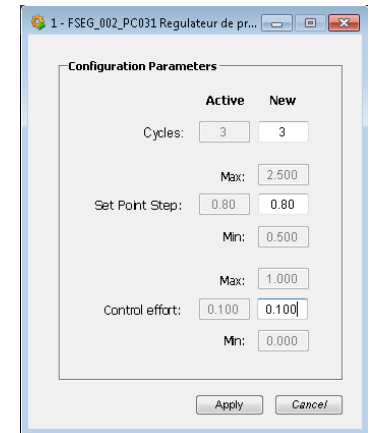 1 - FSEG_002_PC031 Regulateur de pr...
Configuration Parameters
Active New
Cycles: 3 3
Max: 2.500
Set Point Step: 0.80 0.80
Min: 0.500
Max: 1.000
Control effort: 0.100 0.100
Min: 0.000
Apply Cancel